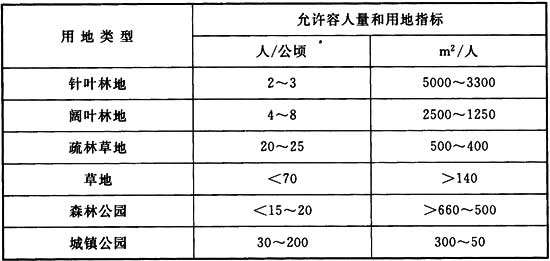 用地类型 允许容人量和用地指标
人/公顷 m²/人
针叶林地 2～3 5000～3300
阔叶林地 4～8 2500～1250
疏林草地 20～25 500～400
草地 ＜70 ＞140
森林公园 ＜15～20 ＞660～500
城镇公园 30～200 300～50